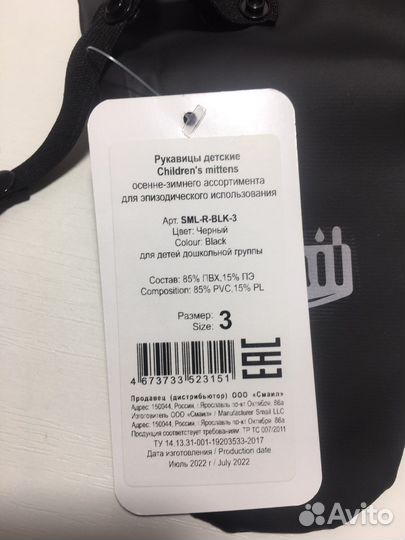 Рукавицы детские
Children's mittens
осенне-зимнего ассортимента
для эпизодического использования
Арт. SML-R-BLK-3
Цвет: Черный
Colour: Black
для детей дошкольной группы
Состав: 85% ПВХ,15% ПЭ
Composition: 85% PVC,15% PL
Размер:
Size: 3
EAC
4 673733 523151
Продавец (дистрибьютор) ООО «Смаил»
Адрес: 150044, Россия, г Ярославль пр-кт Октября, 86а
Изготовитель ООО «Смаил» / Manufacturer Smail LLC
Адрес: 150044, Россия, г Ярославль пр-кт Октября, 86а
Продукция соответствует требованиям: ТР ТС 007/2011
ТУ 14.13.31-001-19203533-2017
Дата изготовления / Production date
Июль 2022 г / July 2022
Avito